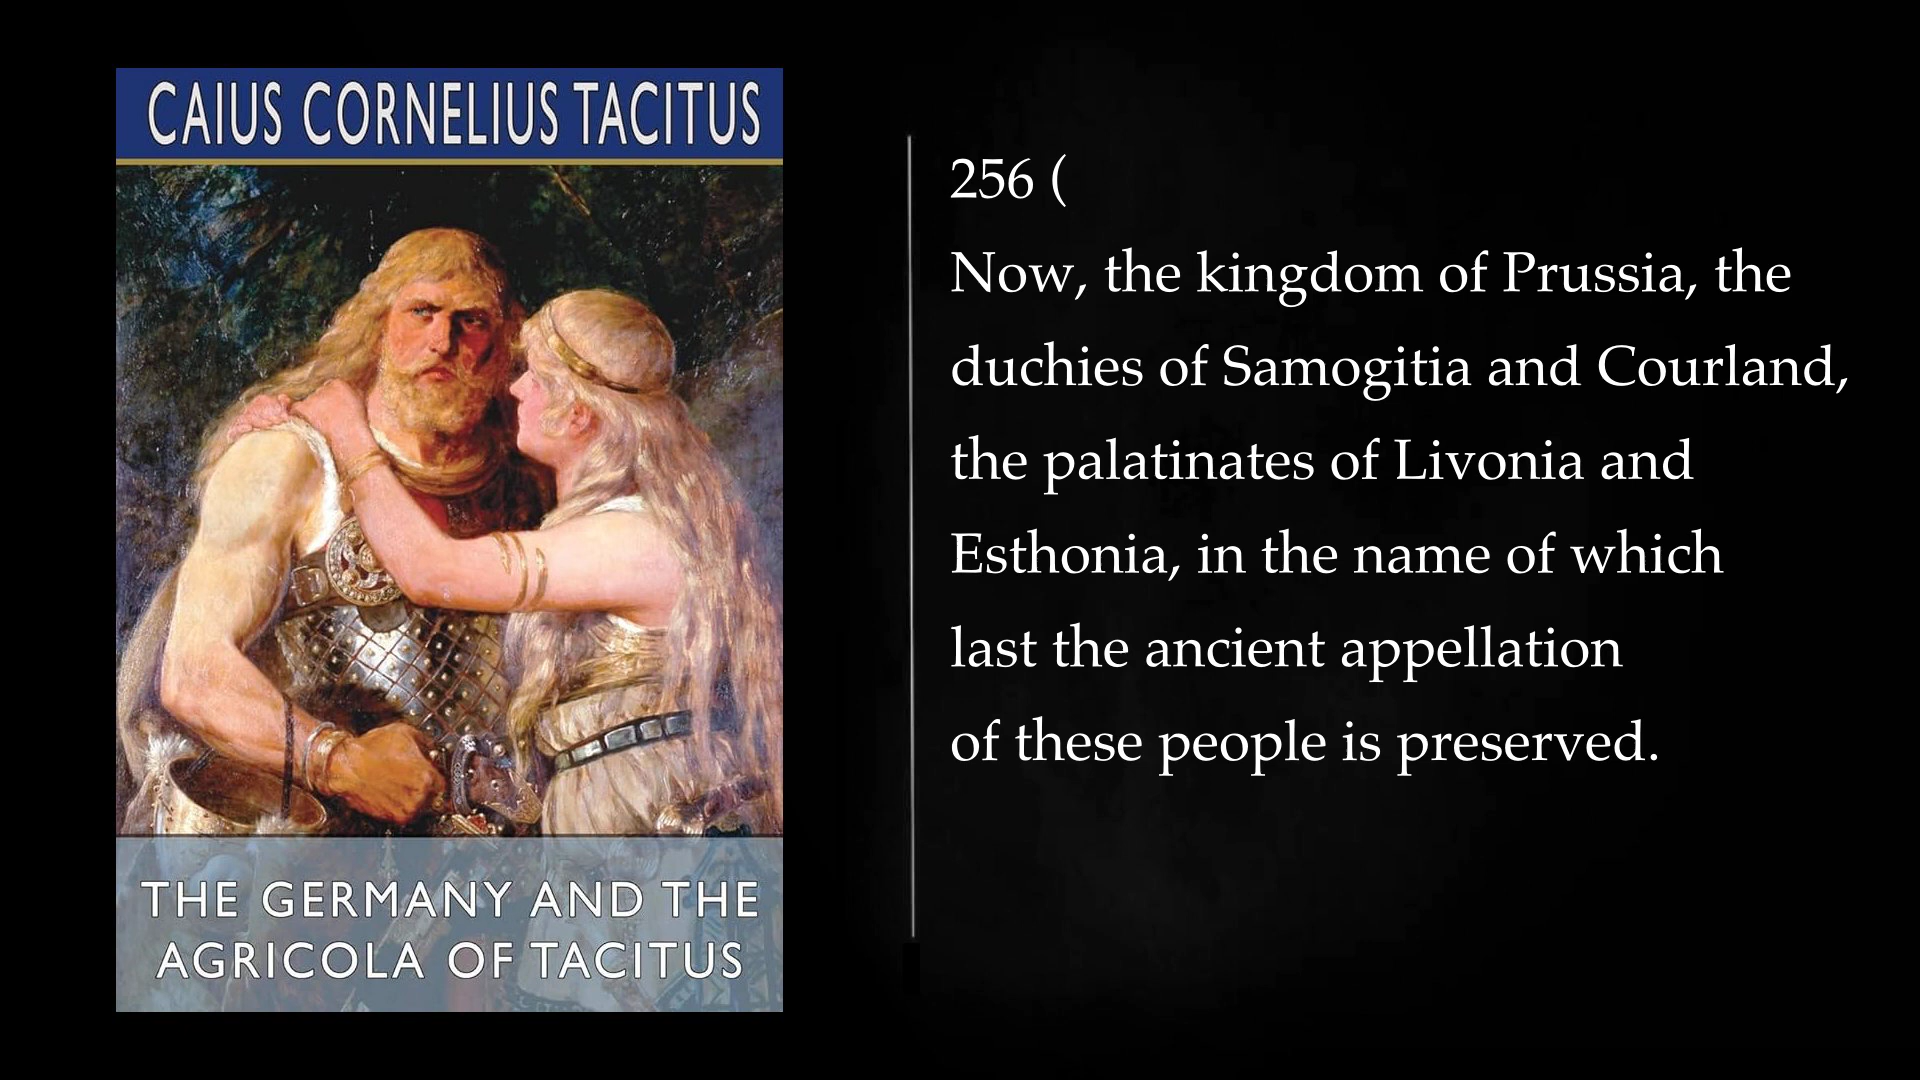 CAIUS CORNELIUS TACITUS
THE GERMANY AND THE
AGRICOLA OF TACITUS
256 (
Now, the kingdom of Prussia, the
duchies of Samogitia and Courland,
the palatinates of Livonia and
Esthonia, in the name of which
last the ancient appellation
of these people is preserved.